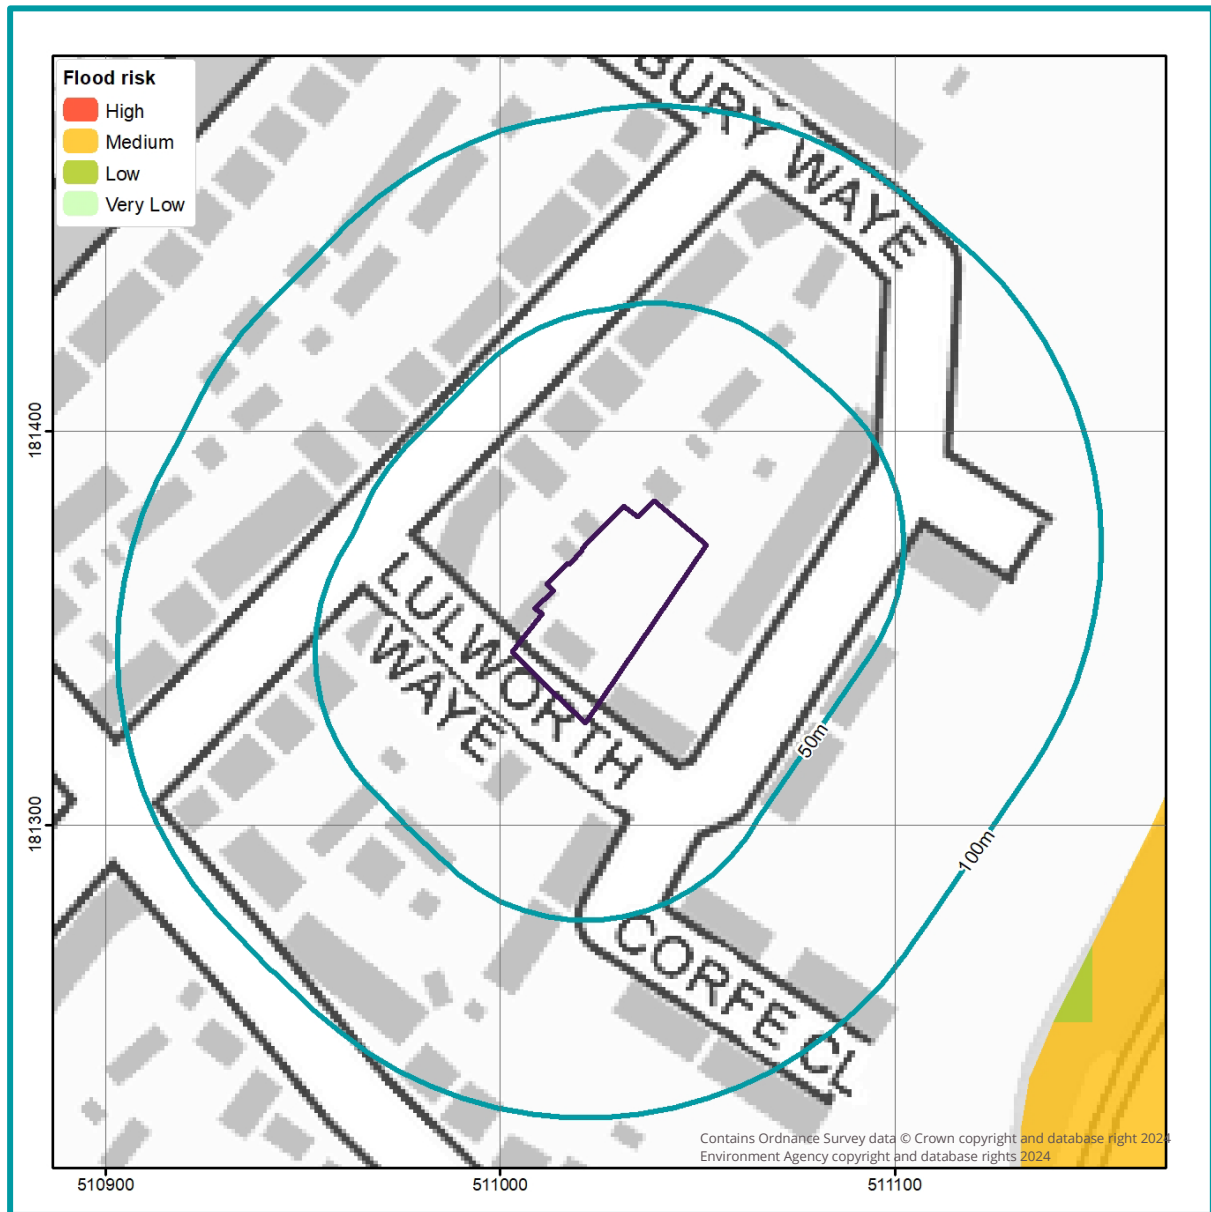 Flood risk
High
Medium
Low
Very Low
BURY WAYE
LULWORTH
WAYE
50m
100m
CORFE CL
181400
181300
Contains Ordnance Survey data © Crown copyright and database right 2024
Environment Agency copyright and database rights 2024
510900
511000
511100